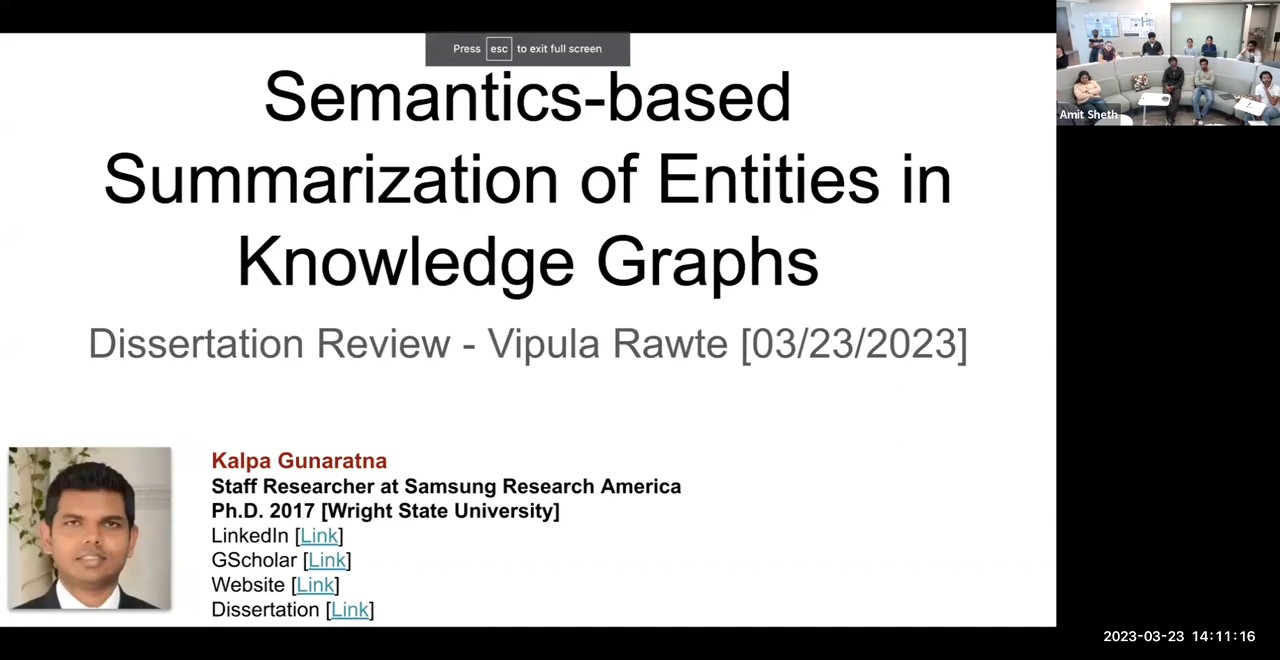 Press esc to exit full screen
Semantics-based
Summarization of Entities in
Knowledge Graphs
Dissertation Review - Vipula Rawte [03/23/2023]
Kalpa Gunaratna
Staff Researcher at Samsung Research America
Ph.D. 2017 [Wright State University]
LinkedIn [Link]
GScholar [Link]
Website [Link]
Dissertation [Link]
Amit Sheth
2023-03-23 14:11:16